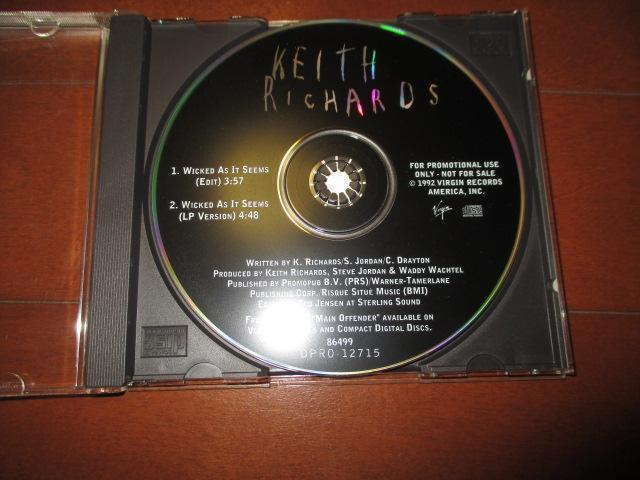 KEITH
RICHARDS
1. WICKED AS IT SEEMS
(EDIT) 3:57
2. WICKED AS IT SEEMS
(LP VERSION) 4:48
FOR PROMOTIONAL USE
ONLY - NOT FOR SALE
© 1992 VIRGIN RECORDS
AMERICA, INC.
Virgin
WRITTEN BY K. RICHARDS/S. JORDAN/C. DRAYTON
PRODUCED BY KEITH RICHARDS, STEVE JORDAN & WADDY WACHTEL
PUBLISHED BY PROMOPUB B.V. (PRS)/WARNER-TAMERLANE
PUBLISHING CORP./RISQUE SITUE MUSIC (BMI)
JENSEN AT STERLING SOUND
"MAIN OFFENDER" AVAILABLE ON
AND COMPACT DIGITAL DISCS.
86499
DPRO-12715